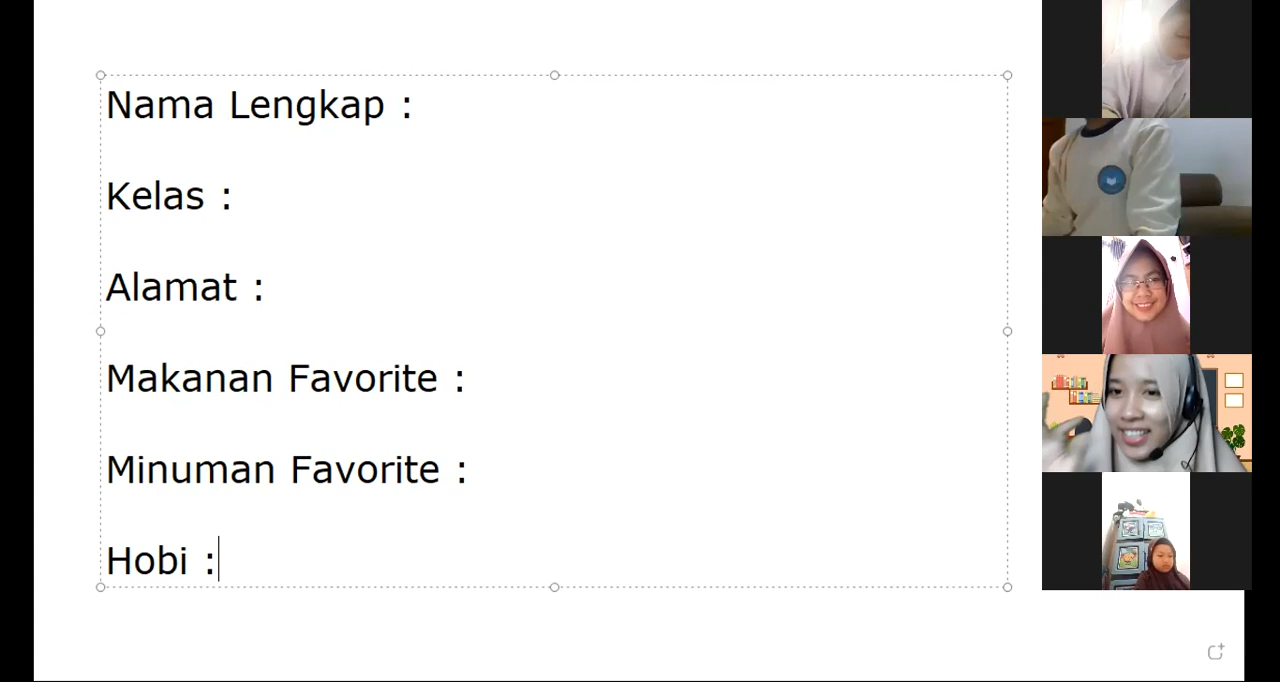 Nama Lengkap :
Kelas :
Alamat :
Makanan Favorite :
Minuman Favorite :
Hobi :